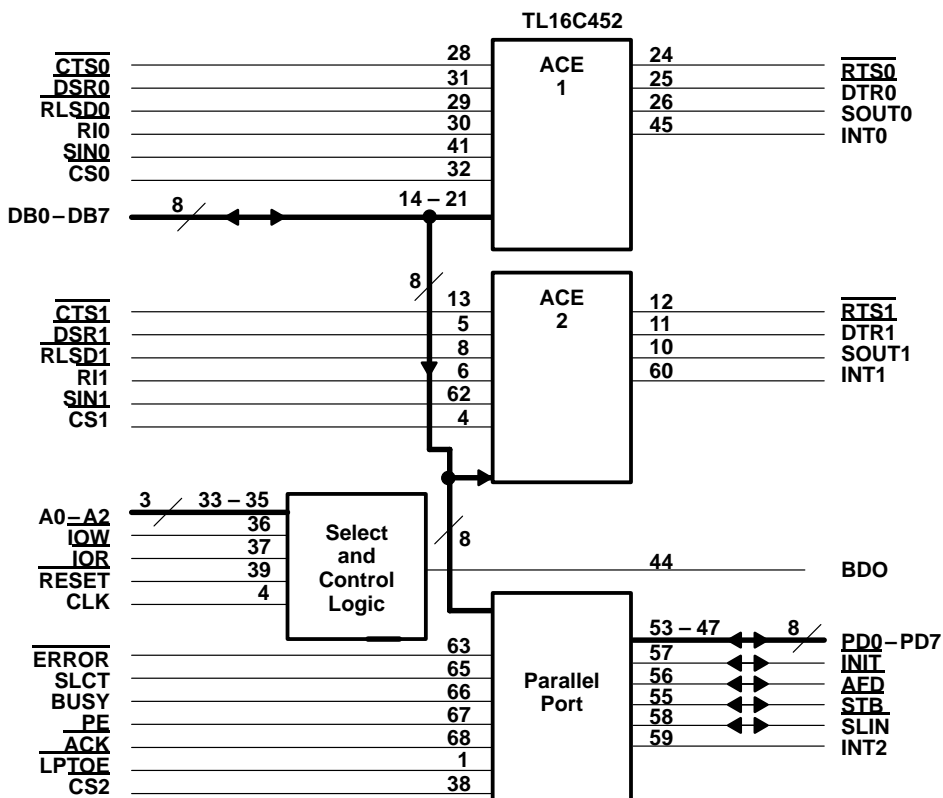 TL16C452
CTS0 28 ACE 1 24 RTS0
DSR0 31 25 DTR0
RLSD0 29 26 SOUT0
RI0 30 45 INT0
SIN0 41
CS0 32
DB0–DB7 8 14 – 21
8
CTS1 13 ACE 2 12 RTS1
DSR1 5 11 DTR1
RLSD1 8 10 SOUT1
RI1 6 60 INT1
SIN1 62
CS1 4
A0–A2 3 33 – 35
IOW 36
IOR 37
RESET 39
CLK 4
Select
and
Control
Logic
8
44 BDO
ERROR 63
SLCT 65
BUSY 66
PE 67
ACK 68
LPTOE 1
CS2 38
Parallel
Port
53 – 47 8 PD0–PD7
57 INIT
56 AFD
55 STB
58 SLIN
59 INT2